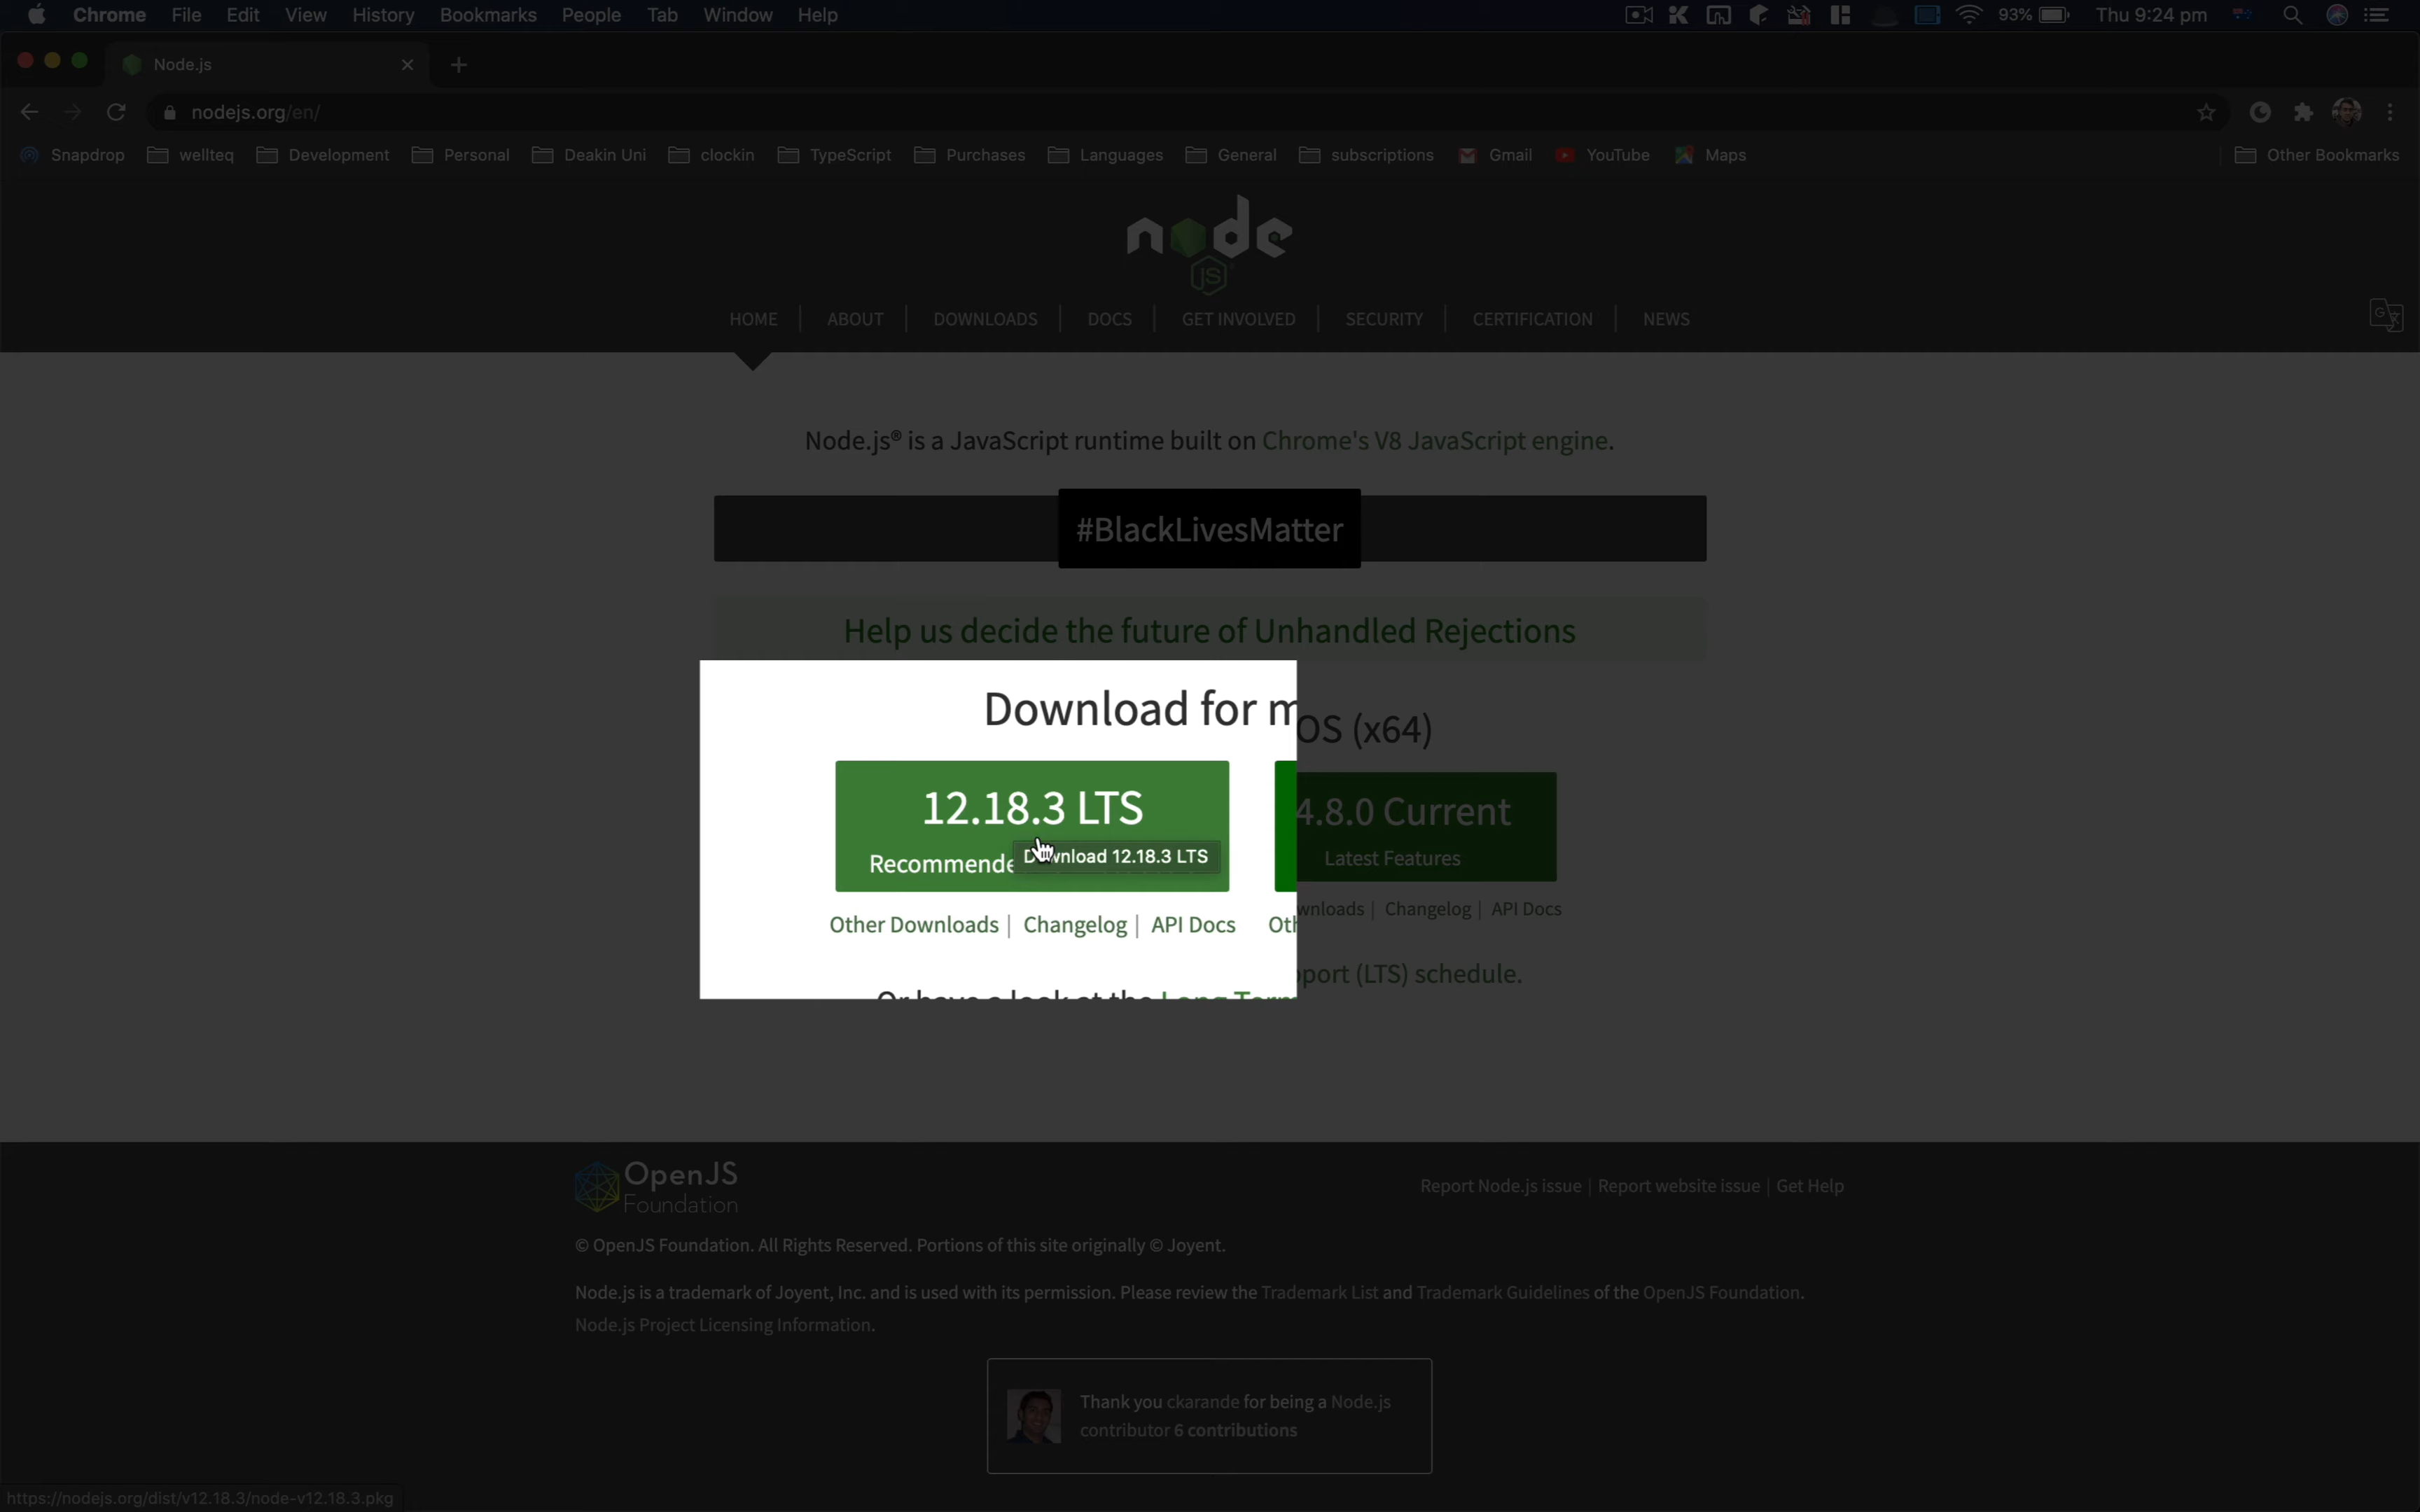 Chrome File Edit View History Bookmarks People Tab Window Help 93% Thu 9:24 pm
Node.js
nodejs.org/en/
Snapdrop wellteq Development Personal Deakin Uni clockin TypeScript Purchases Languages General subscriptions Gmail YouTube Maps Other Bookmarks
node
JS
HOME ABOUT DOWNLOADS DOCS GET INVOLVED SECURITY CERTIFICATION NEWS
Node.js® is a JavaScript runtime built on Chrome's V8 JavaScript engine.
#BlackLivesMatter
Help us decide the future of Unhandled Rejections
Download for m OS (x64)
12.18.3 LTS 4.8.0 Current
Recommende Download 12.18.3 LTS Latest Features
Other Downloads | Changelog | API Docs Oth wnloads | Changelog | API Docs
Or have a look at the Long Term pport (LTS) schedule.
OpenJS
Foundation
Report Node.js issue | Report website issue | Get Help
© OpenJS Foundation. All Rights Reserved. Portions of this site originally © Joyent.
Node.js is a trademark of Joyent, Inc. and is used with its permission. Please review the Trademark List and Trademark Guidelines of the OpenJS Foundation.
Node.js Project Licensing Information.
Thank you ckarande for being a Node.js
contributor 6 contributions
https://nodejs.org/dist/v12.18.3/node-v12.18.3.pkg